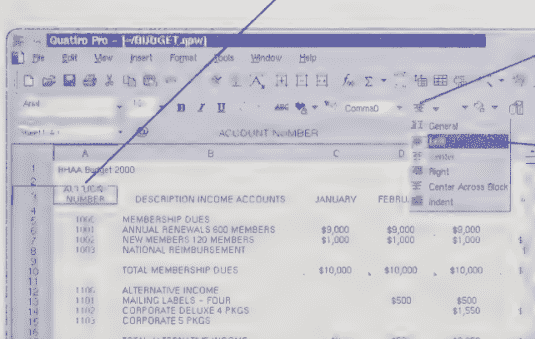 Quattro Pro - [~/BUDGET.qpw]
File Edit View Insert Format Tools Window Help
Arial B I U ABC Comma0
ACCOUNT NUMBER
General
Center
Right
Center Across Block
Indent
A B C D
1 BHAA Budget 2000
2
3 NUMBER DESCRIPTION INCOME ACCOUNTS JANUARY
4
5 1000 MEMBERSHIP DUES
6 1001 ANNUAL RENEWALS 600 MEMBERS $9,000 $9,000 $9,000
7 1002 NEW MEMBERS 120 MEMBERS $1,000 $1,000 $1,000 $
8 1003 NATIONAL REIMBURSEMENT
9
10 TOTAL MEMBERSHIP DUES $10,000 $10,000 $10,000 $
11
12 1100 ALTERNATIVE INCOME
13 1101 MAILING LABELS - FOUR $500 $500
14 1102 CORPORATE DELUXE 4 PKGS $1,550
15 1103 CORPORATE 5 PKGS
16